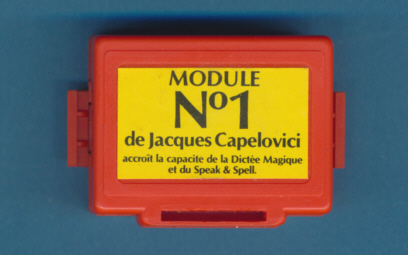 MODULE
Nº1
de Jacques Capelovici
accroît la capacite de la Dictée Magique
et du Speak & Spell.